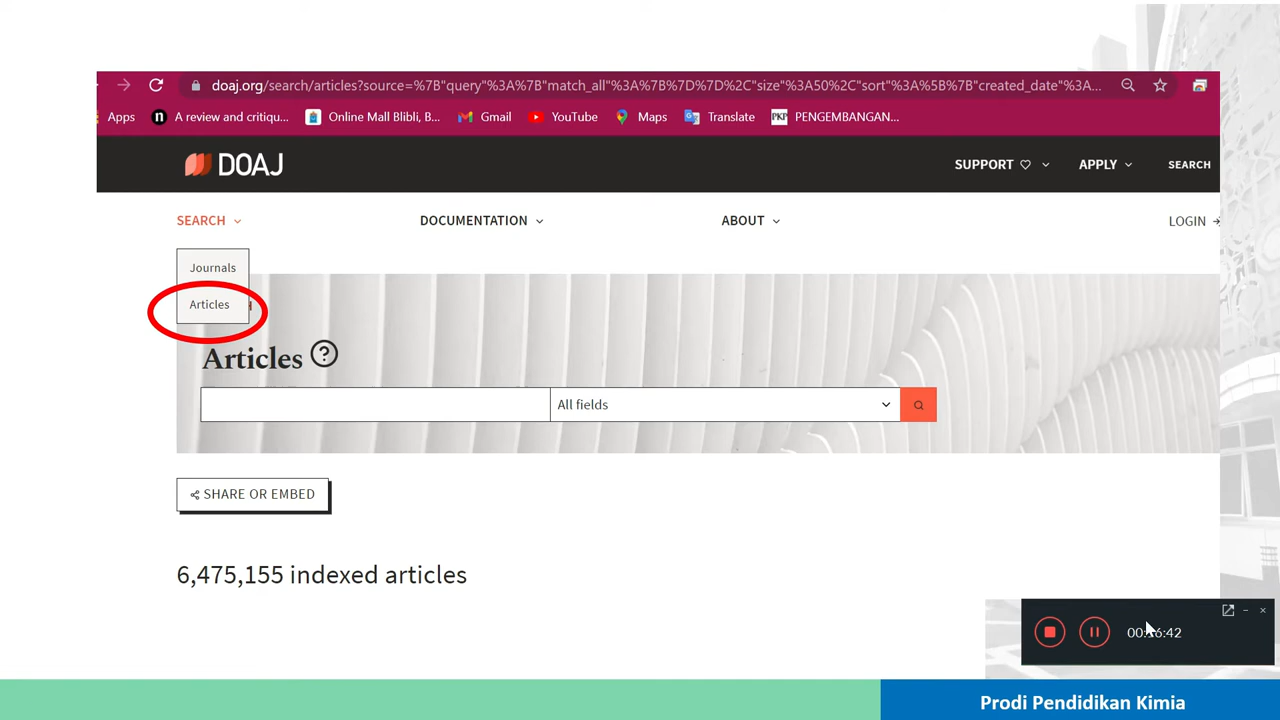 doaj.org/search/articles?source=%7B"query"%3A%7B"match_all"%3A%7B%7D%7D%2C"size"%3A50%2C"sort"%3A%5B%7B"created_date"%3A...
Apps A review and critiqu... Online Mall Blibli, B... Gmail YouTube Maps Translate PKP PENGEMBANGAN...
DOAJ SUPPORT APPLY SEARCH
SEARCH DOCUMENTATION ABOUT LOGIN
Journals
Articles
Articles ?
All fields
SHARE OR EMBED
6,475,155 indexed articles
Prodi Pendidikan Kimia